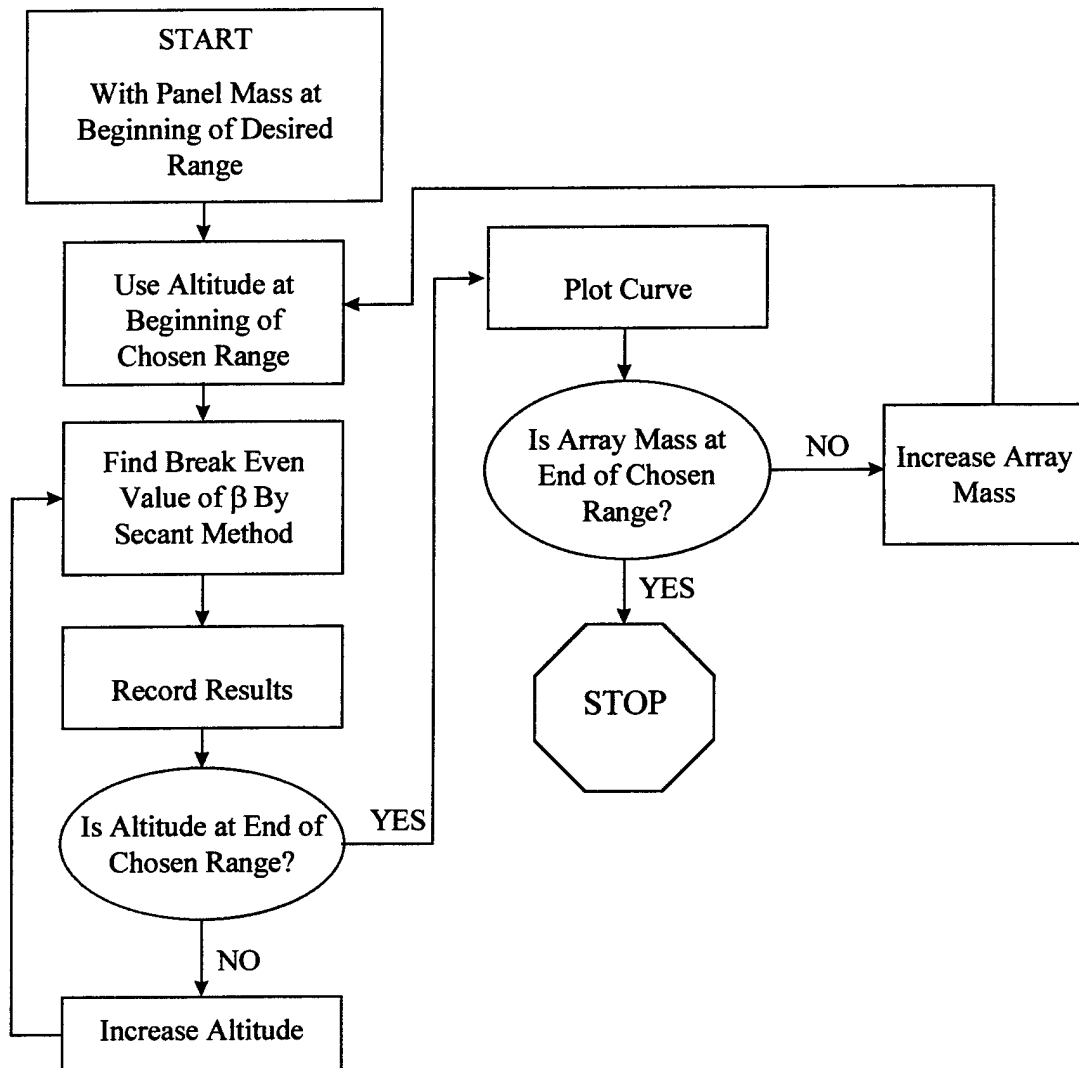 START
With Panel Mass at
Beginning of Desired
Range
Use Altitude at
Beginning of
Chosen Range
Find Break Even
Value of β By
Secant Method
Record Results
Is Altitude at End of
Chosen Range?
YES
NO
Increase Altitude
Plot Curve
Is Array Mass at
End of Chosen
Range?
NO
Increase Array
Mass
YES
STOP